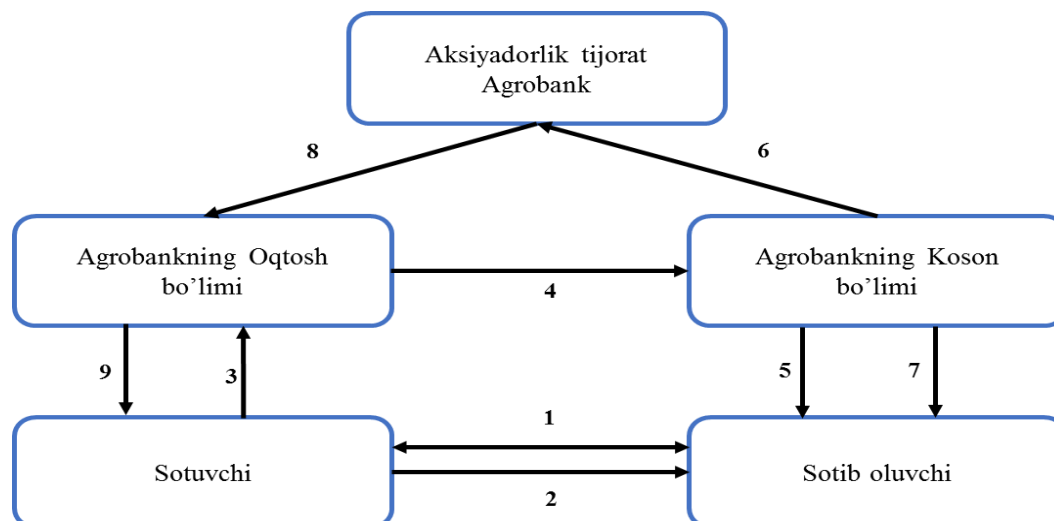 Aksiyadorlik tijorat
Agrobank
8
6
Agrobankning Oqtosh
bo’limi
Agrobankning Koson
bo’limi
4
9
3
5
7
1
Sotuvchi
Sotib oluvchi
2